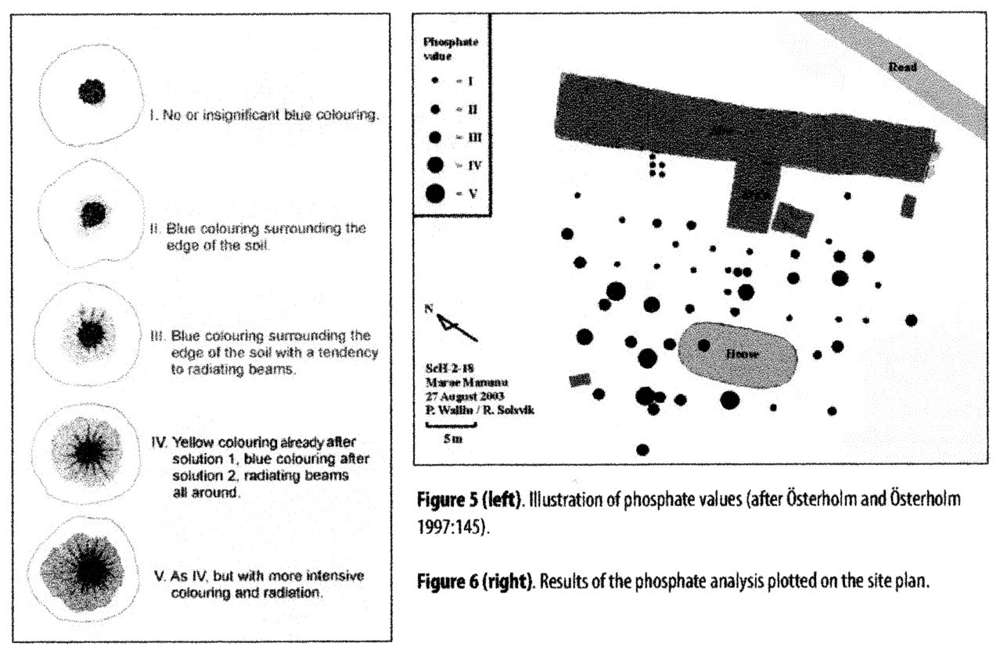 I. No or insignificant blue colouring.
II. Blue colouring surrounding the
edge of the soil.
III. Blue colouring surrounding the
edge of the soil with a tendency
to radiating beams.
IV. Yellow colouring already after
solution 1, blue colouring after
solution 2, radiating beams
all around.
V. As IV, but with more intensive
colouring and radiation.
Phosphate
value
= I
= II
= III
= IV
= V
Road
House
N
ScH-2-18
Marae Manunu
27 August 2003
P. Wallin / R. Solsvik
5 m
Figure 5 (left). Illustration of phosphate values (after Österholm and Österholm
1997:145).
Figure 6 (right). Results of the phosphate analysis plotted on the site plan.